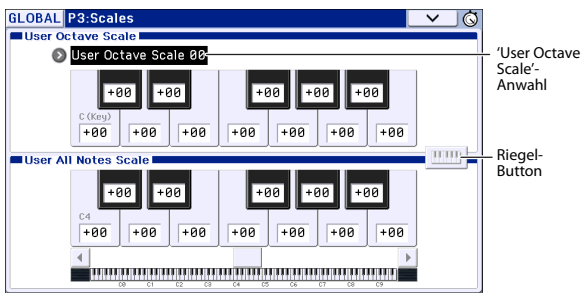 GLOBAL P3:Scales
User Octave Scale
User Octave Scale 00
'User Octave
Scale'-
Anwahl
+00 +00 +00 +00 +00
C(Key)
+00 +00 +00 +00 +00 +00 +00
Riegel-
Button
User All Notes Scale
+00 +00 +00 +00 +00
C4
+00 +00 +00 +00 +00 +00 +00
C0 C1 C2 C3 C4 C5 C6 C7 C8 C9